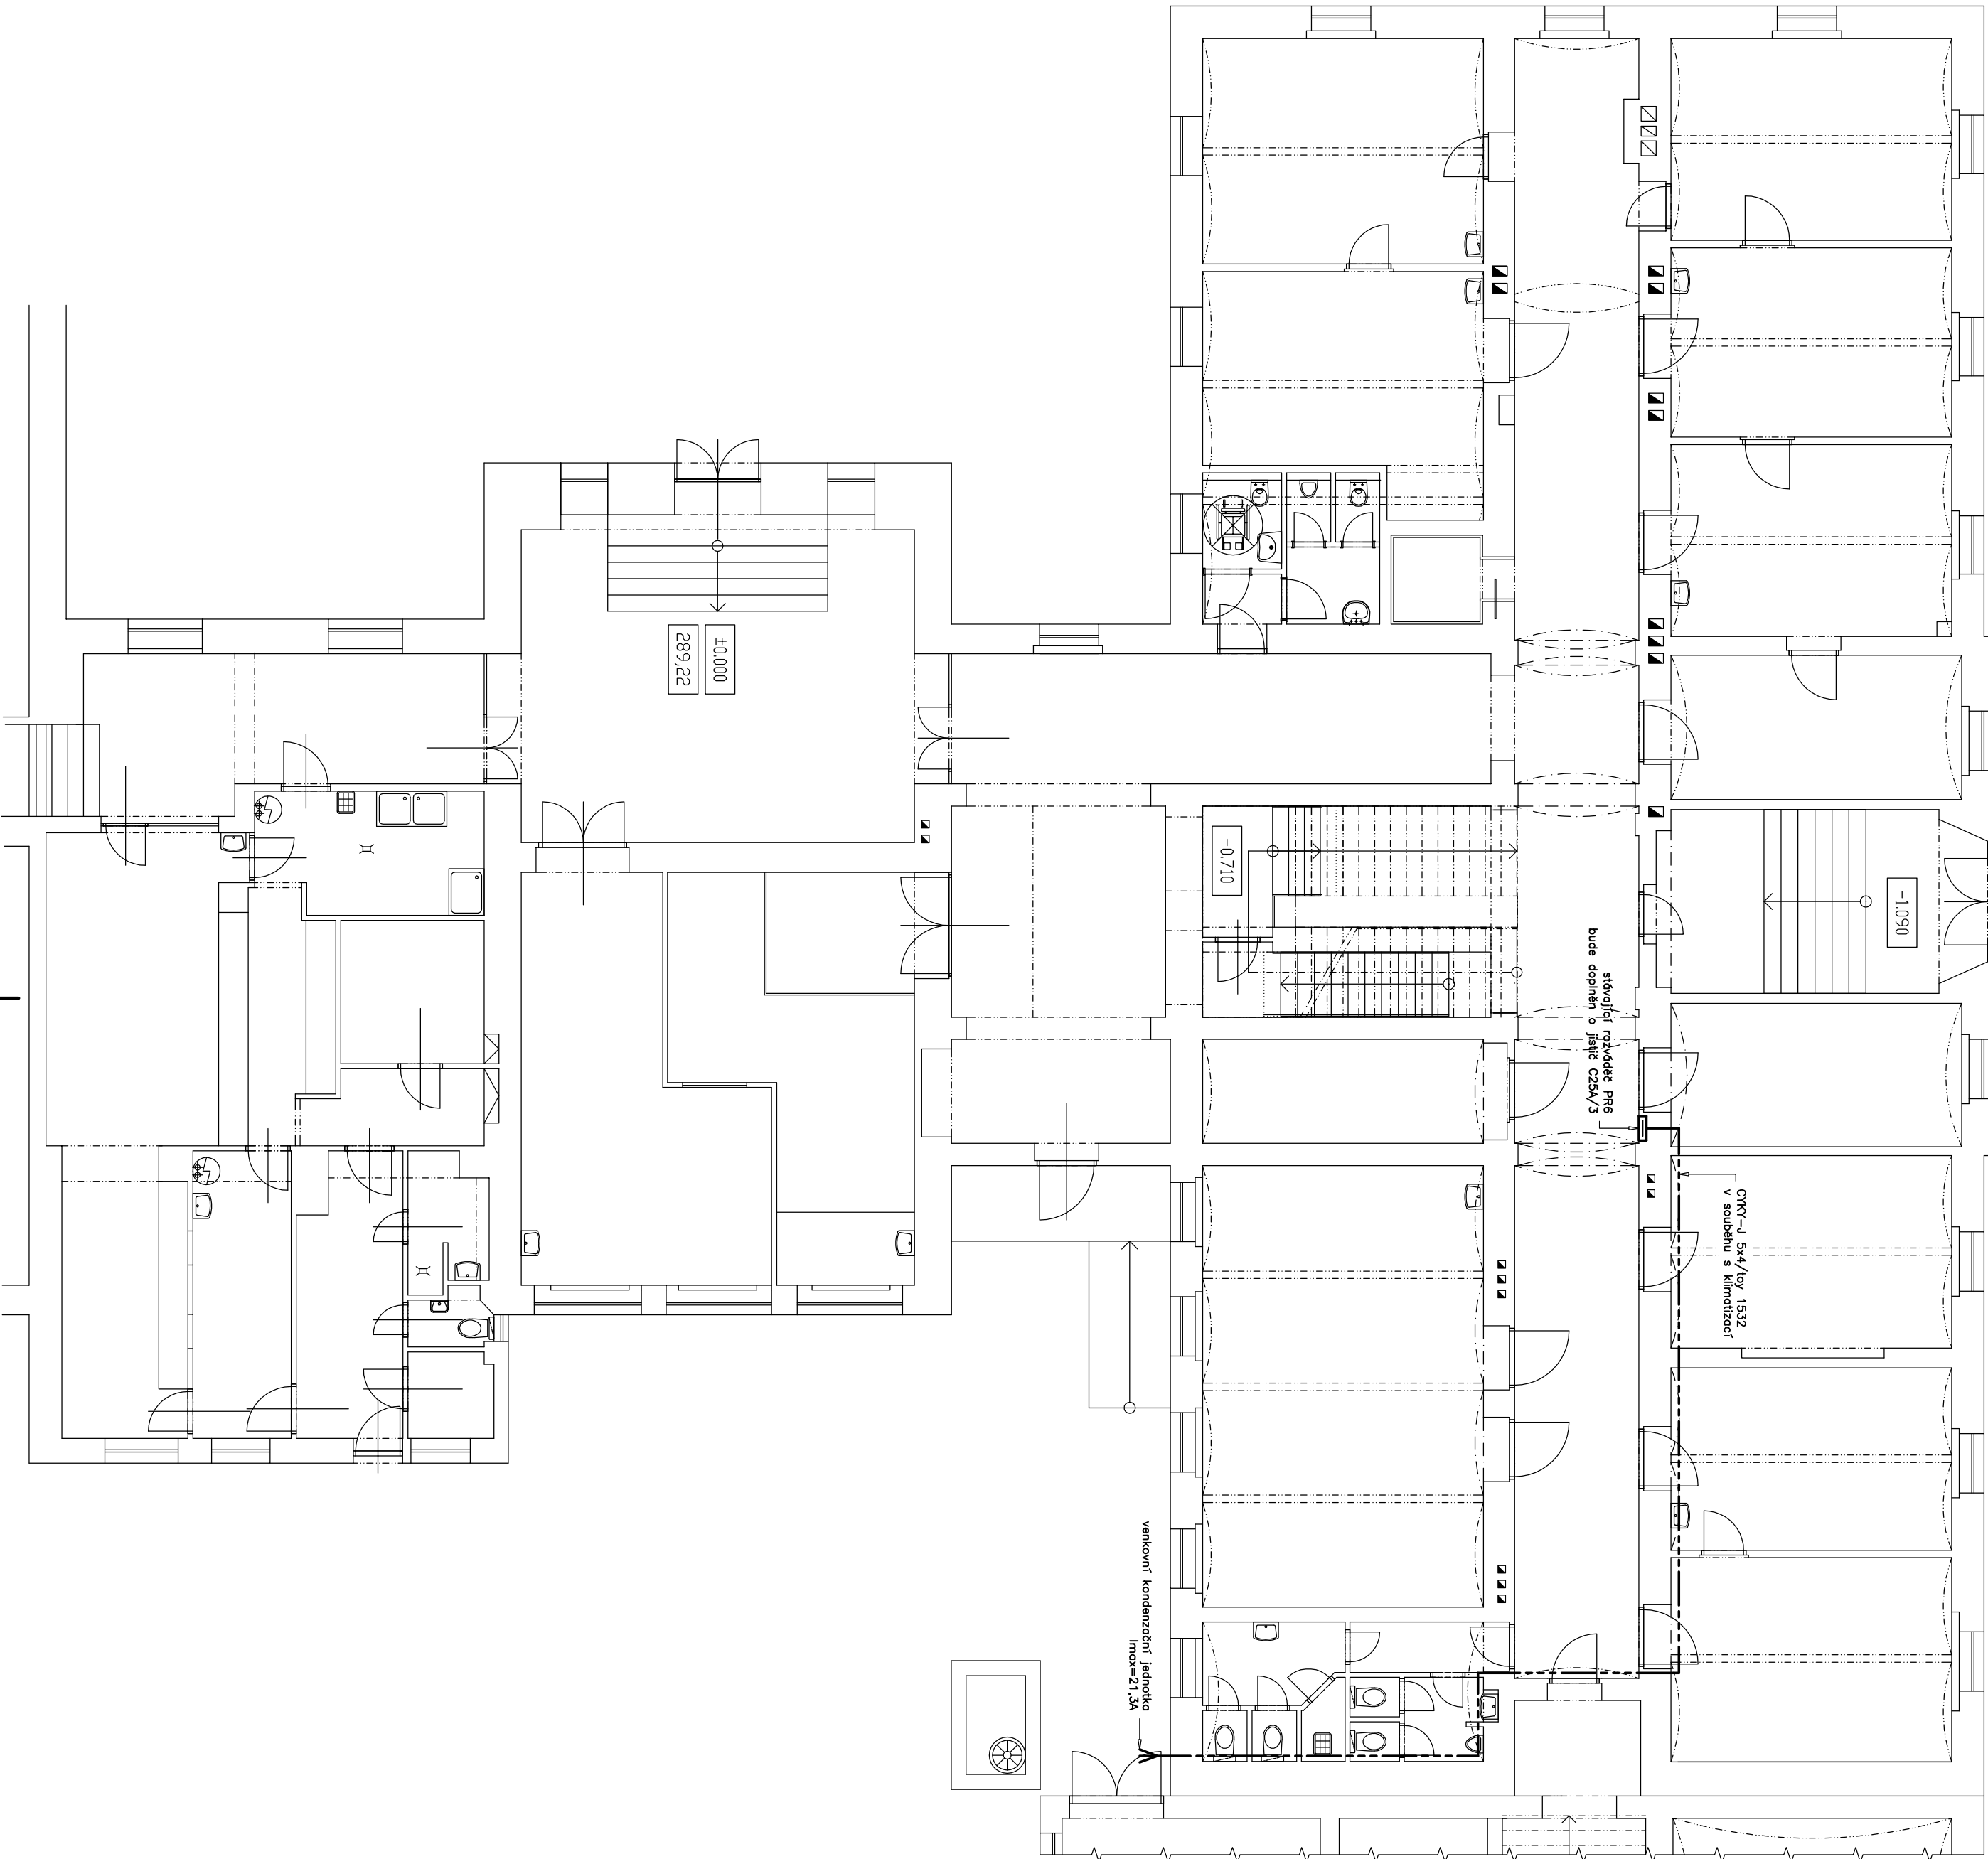 ±0,000
289,22
-0,710
-1,090
stávající rozváděč PR6
bude doplněn o jistič C25A/3
CYKY-J 5x4/toy 1532
v souběhu s klimatizací
venkovní kondenzační jednotka
Imax=21,3A